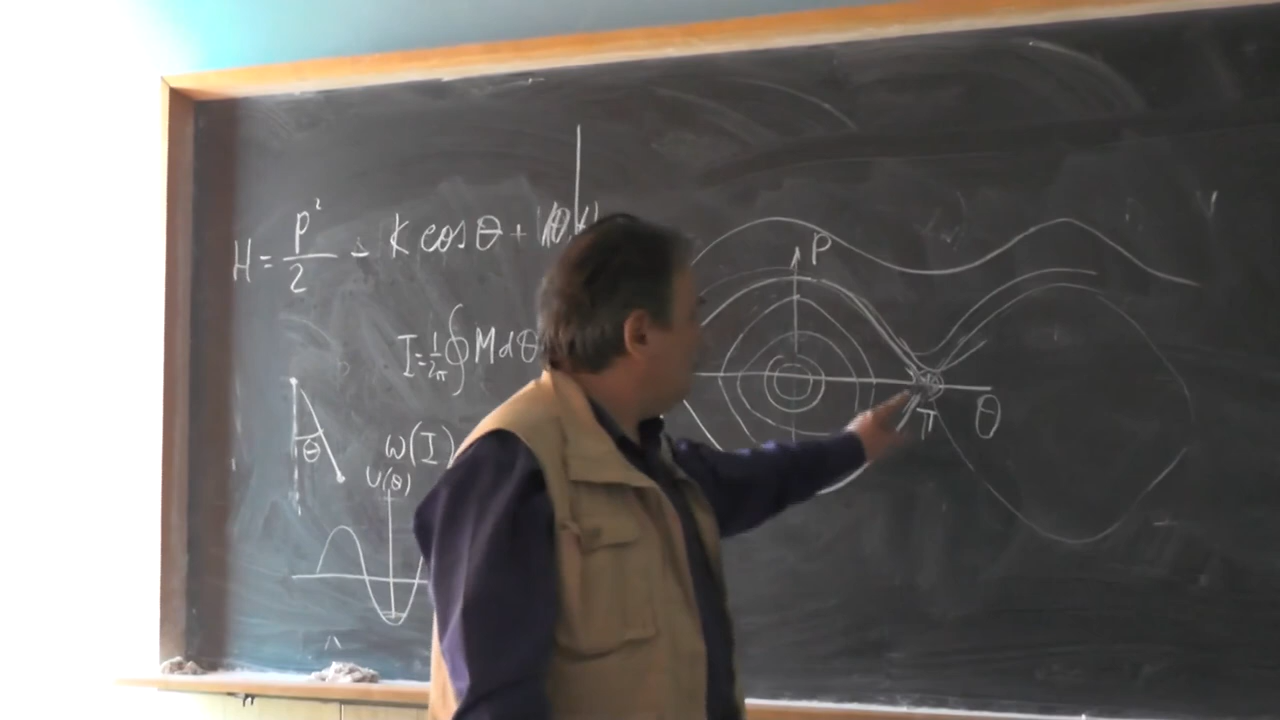 H = p²/2 - K cos θ +
I = 1/2π ∮ M dθ
θ
ω(I)
U(θ)
P
π
θ